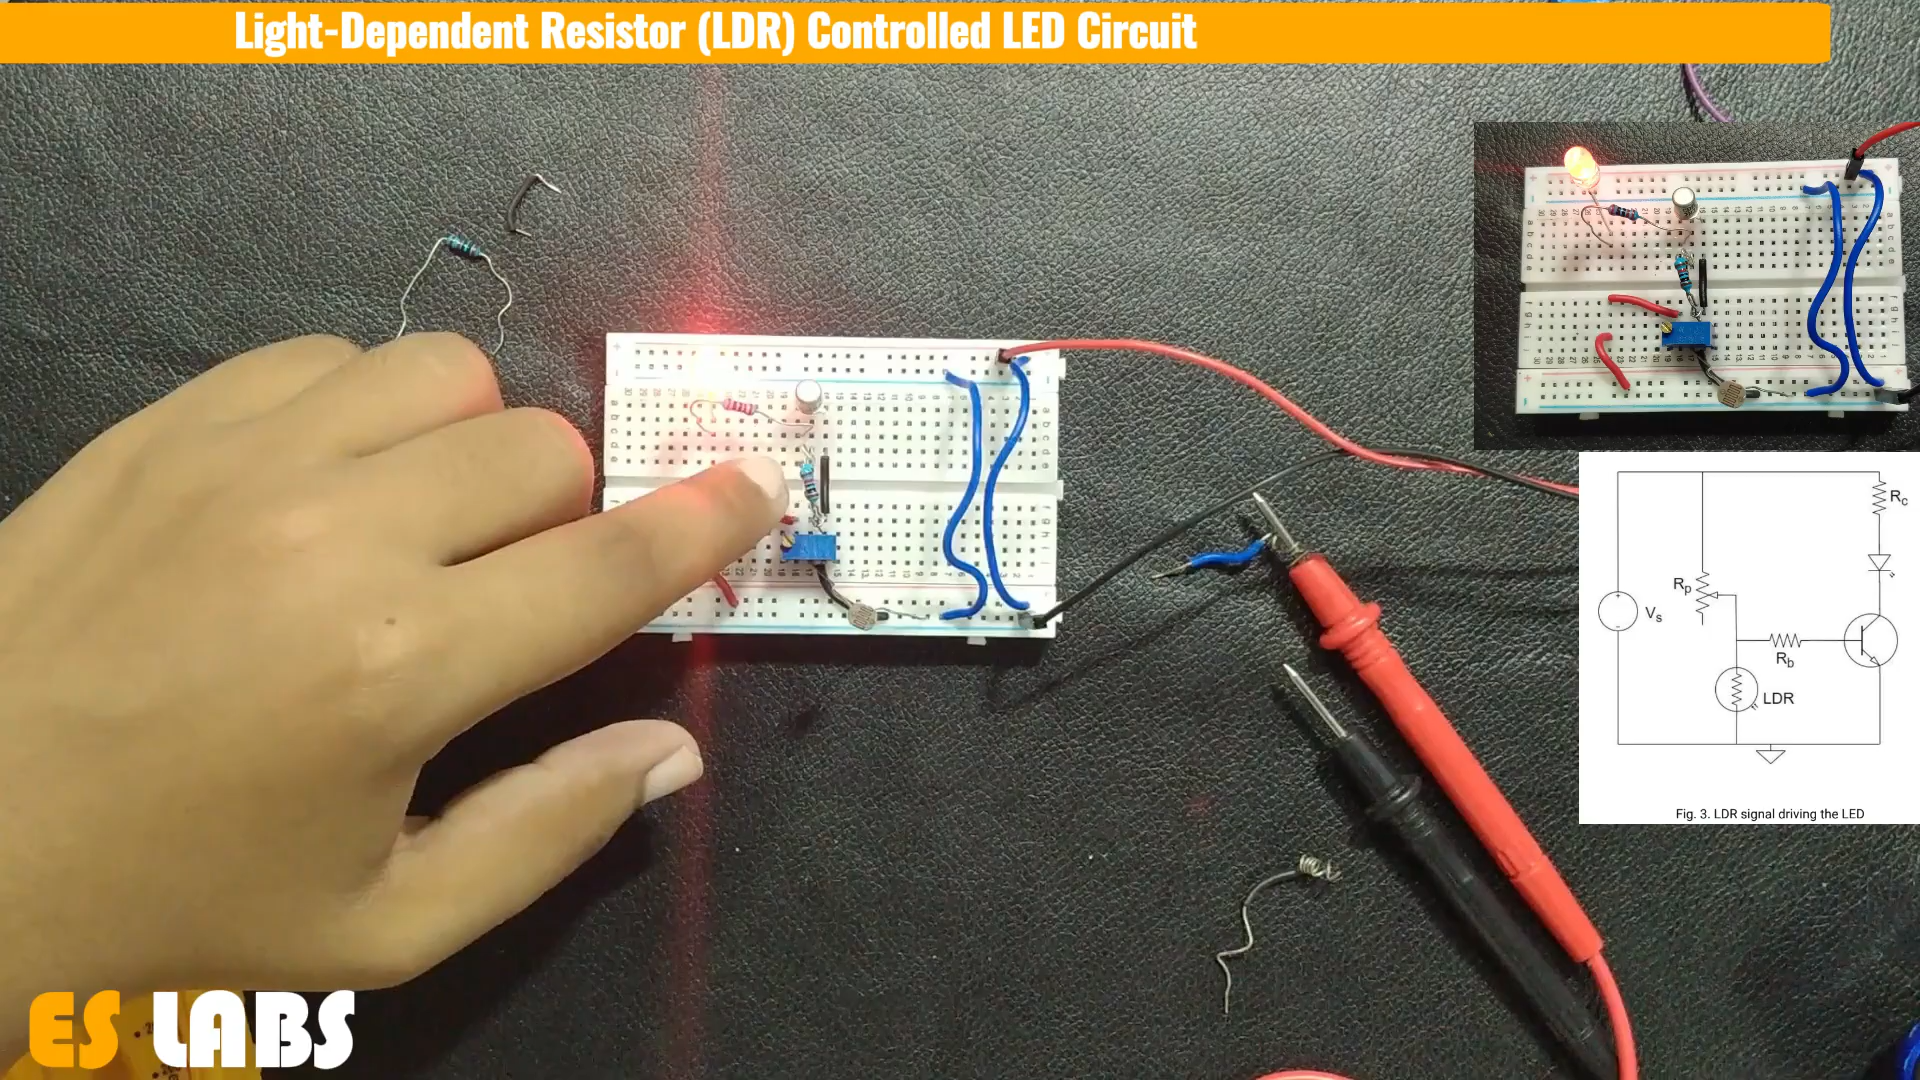 Light-Dependent Resistor (LDR) Controlled LED Circuit
Rc
Rp
Vs
Rb
LDR
Fig. 3. LDR signal driving the LED
ES LABS